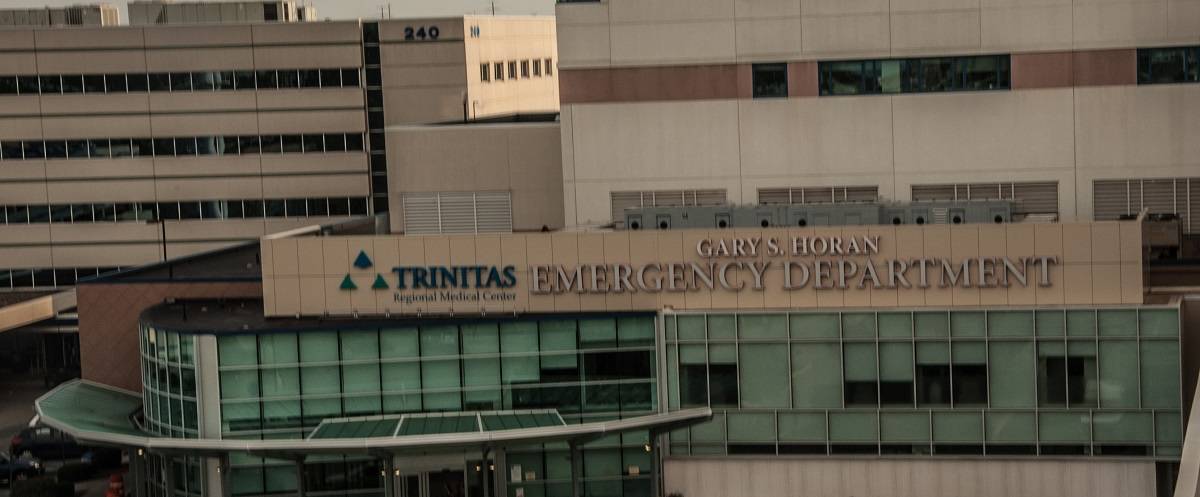 240
GARY S. HORAN
TRINITAS
EMERGENCY DEPARTMENT
Regional Medical Center